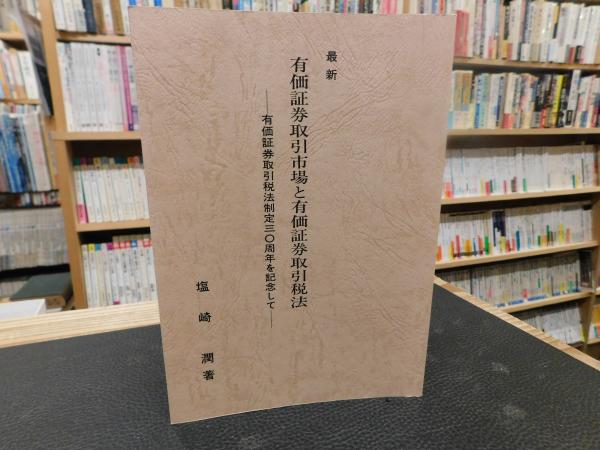 最新
有価証券取引市場と有価証券取引税法
──有価証券取引税法制定三〇周年を記念して──
塩崎 潤著